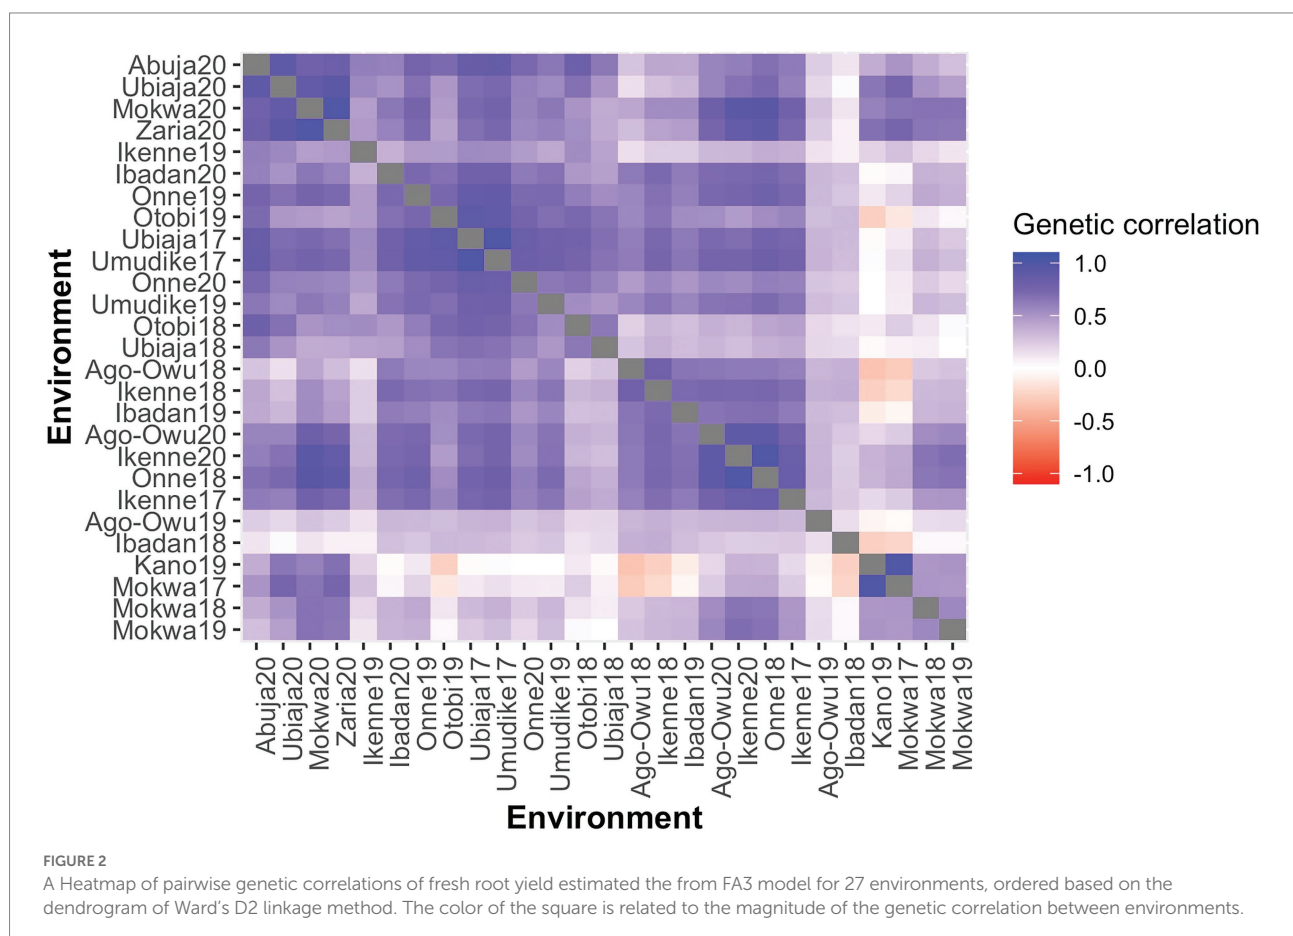 Abuja20
Ubiaja20
Mokwa20
Zaria20
Ikenne19
Ibadan20
Onne19
Otobi19
Ubiaja17
Umudike17
Onne20
Umudike19
Otobi18
Ubiaja18
Ago-Owu18
Ikenne18
Ibadan19
Ago-Owu20
Ikenne20
Onne18
Ikenne17
Ago-Owu19
Ibadan18
Kano19
Mokwa17
Mokwa18
Mokwa19
Environment
Abuja20
Ubiaja20
Mokwa20
Zaria20
Ikenne19
Ibadan20
Onne19
Otobi19
Ubiaja17
Umudike17
Onne20
Umudike19
Otobi18
Ubiaja18
Ago-Owu18
Ikenne18
Ibadan19
Ago-Owu20
Ikenne20
Onne18
Ikenne17
Ago-Owu19
Ibadan18
Kano19
Mokwa17
Mokwa18
Mokwa19
Environment
Genetic correlation
1.0
0.5
0.0
-0.5
-1.0
FIGURE 2
A Heatmap of pairwise genetic correlations of fresh root yield estimated the from FA3 model for 27 environments, ordered based on the
dendrogram of Ward's D2 linkage method. The color of the square is related to the magnitude of the genetic correlation between environments.